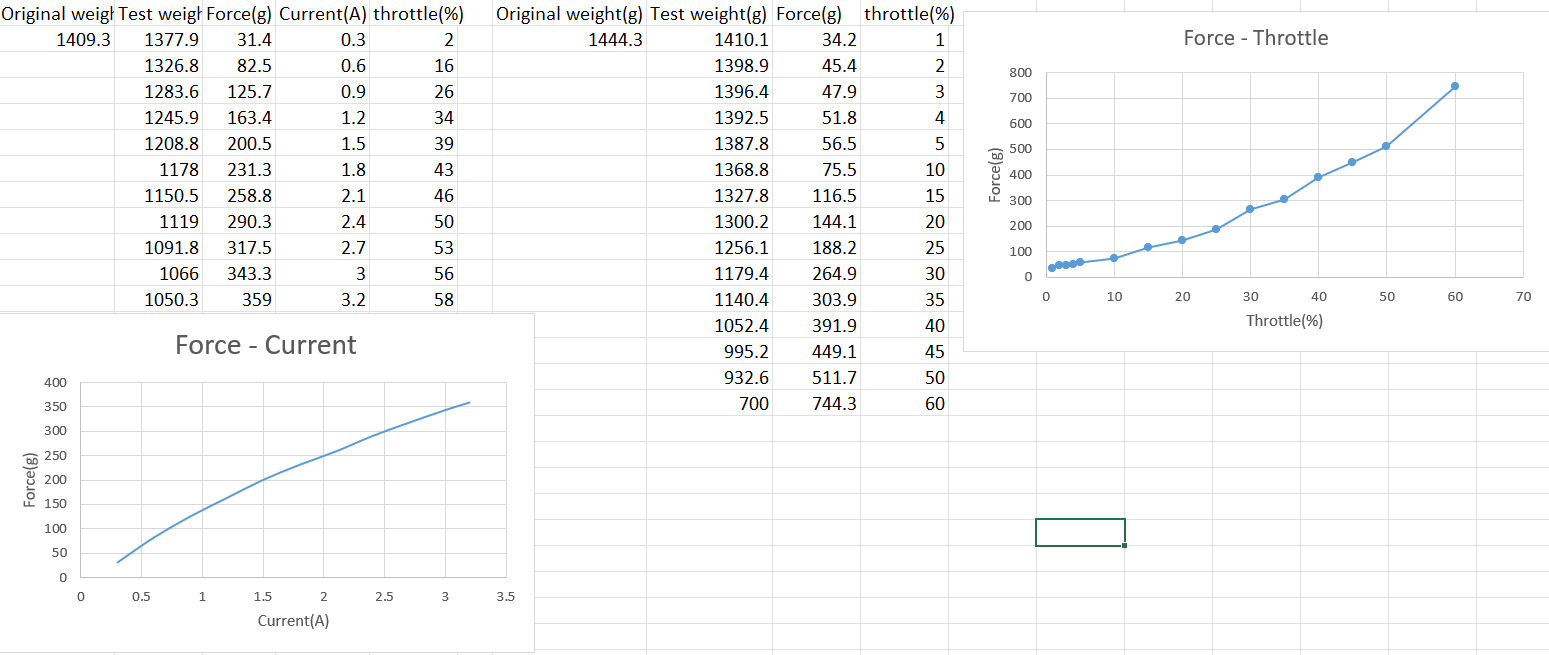 Original weigh Test weigh Force(g) Current(A) throttle(%) Original weight(g) Test weight(g) Force(g) throttle(%)
1409.3 1377.9 31.4 0.3 2 1444.3 1410.1 34.2 1
1326.8 82.5 0.6 16 1398.9 45.4 2
1283.6 125.7 0.9 26 1396.4 47.9 3
1245.9 163.4 1.2 34 1392.5 51.8 4
1208.8 200.5 1.5 39 1387.8 56.5 5
1178 231.3 1.8 43 1368.8 75.5 10
1150.5 258.8 2.1 46 1327.8 116.5 15
1119 290.3 2.4 50 1300.2 144.1 20
1091.8 317.5 2.7 53 1256.1 188.2 25
1066 343.3 3 56 1179.4 264.9 30
1050.3 359 3.2 58 1140.4 303.9 35
1052.4 391.9 40
995.2 449.1 45
932.6 511.7 50
700 744.3 60
Force - Throttle
800
700
600
500
400
300
200
100
0
Force(g)
0 10 20 30 40 50 60 70
Throttle(%)
Force - Current
400
350
300
250
200
150
100
50
0
Force(g)
0 0.5 1 1.5 2 2.5 3 3.5
Current(A)